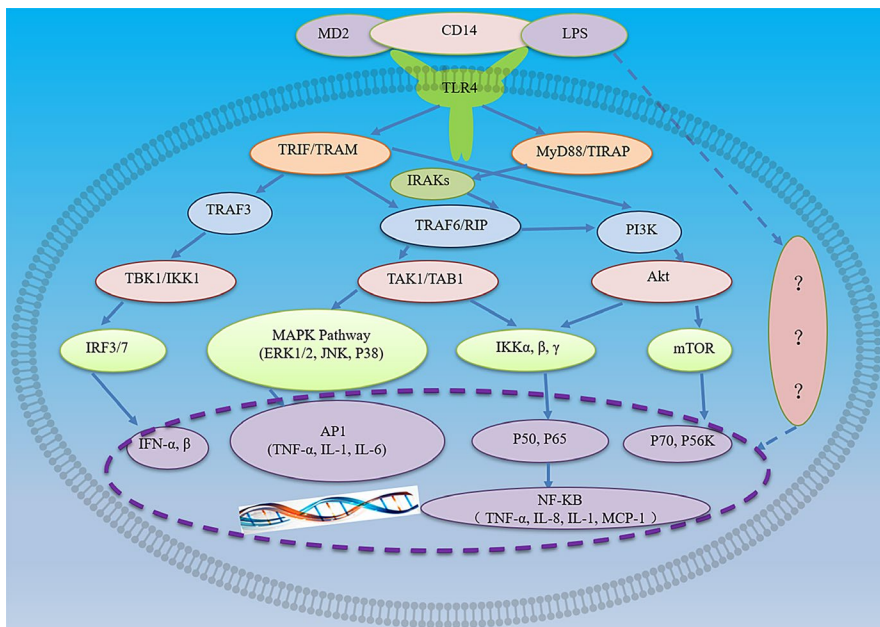 MD2
CD14
LPS
TLR4
TRIF/TRAM
MyD88/TIRAP
IRAKs
TRAF3
TRAF6/RIP
PI3K
TBK1/IKK1
TAK1/TAB1
Akt
?
?
?
IRF3/7
MAPK Pathway
(ERK1/2, JNK, P38)
IKKα, β, γ
mTOR
IFN-α, β
AP1
(TNF-α, IL-1, IL-6)
P50, P65
P70, P56K
NF-KB
( TNF-α, IL-8, IL-1, MCP-1 )